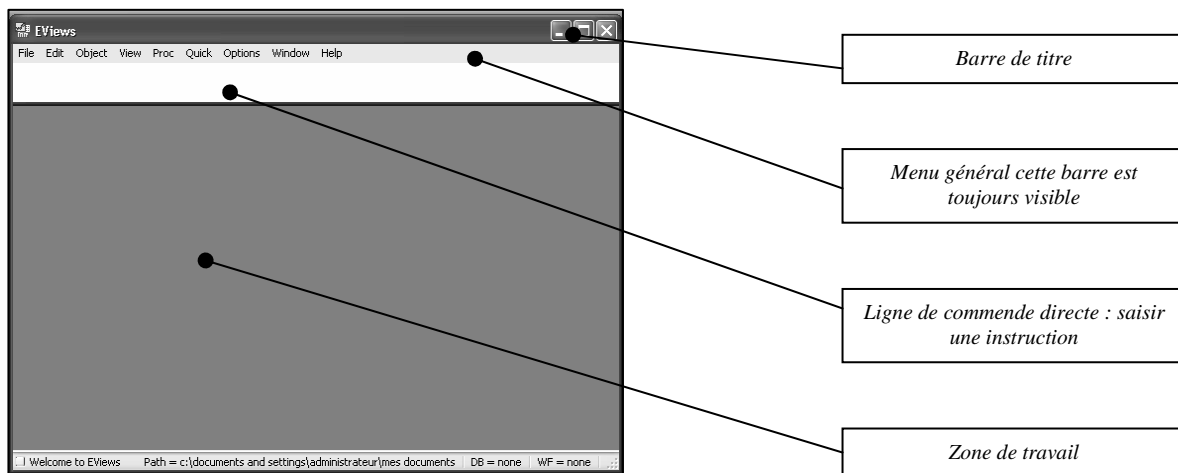 EViews
File Edit Object View Proc Quick Options Window Help
Welcome to EViews Path = c:\documents and settings\administrateur\mes documents DB = none WF = none
Barre de titre
Menu général cette barre est
toujours visible
Ligne de commende directe : saisir
une instruction
Zone de travail